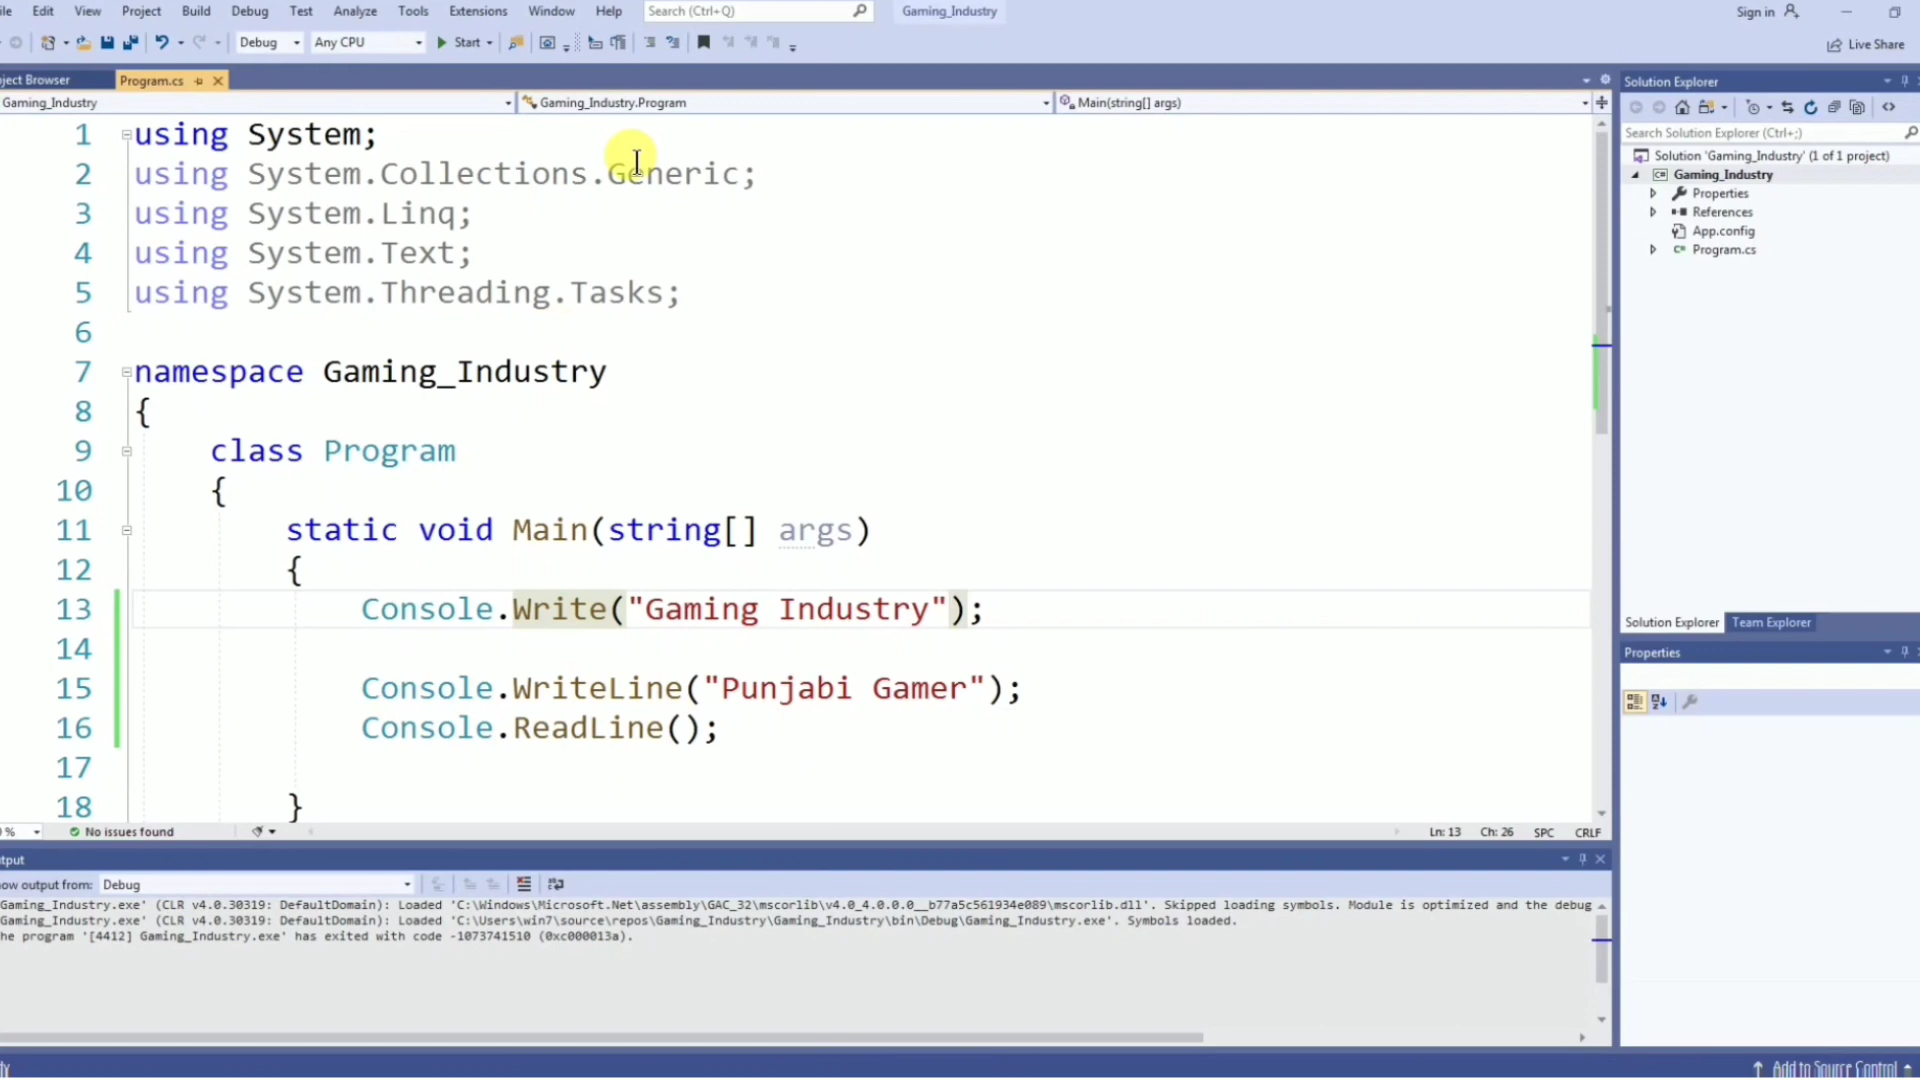 Edit View Project Build Debug Test Analyze Tools Extensions Window Help Search (Ctrl+Q) Gaming_Industry Sign in
Debug Any CPU Start Live Share
Program.cs
Gaming_Industry Gaming_Industry.Program Main(string[] args)
1 using System;
2 using System.Collections.Generic;
3 using System.Linq;
4 using System.Text;
5 using System.Threading.Tasks;
6
7 namespace Gaming_Industry
8 {
9 class Program
10 {
11 static void Main(string[] args)
12 {
13 Console.Write("Gaming Industry");
14
15 Console.WriteLine("Punjabi Gamer");
16 Console.ReadLine();
17
18 }
No issues found Ln: 13 Ch: 26 SPC CRLF
Debug
Gaming_Industry.exe' (CLR v4.0.30319: DefaultDomain): Loaded 'C:\Windows\Microsoft.Net\assembly\GAC_32\mscorlib\v4.0_4.0.0.0__b77a5c561934e089\mscorlib.dll'. Skipped loading symbols. Module is optimized and the debug
Gaming_Industry.exe' (CLR v4.0.30319: DefaultDomain): Loaded 'C:\Users\win7\source\repos\Gaming_Industry\Gaming_Industry\bin\Debug\Gaming_Industry.exe'. Symbols loaded.
he program '[4412] Gaming_Industry.exe' has exited with code -1073741510 (0xc000013a).
Solution Explorer
Search Solution Explorer (Ctrl+;)
Solution 'Gaming_Industry' (1 of 1 project)
Gaming_Industry
Properties
References
App.config
Program.cs
Solution Explorer Team Explorer
Properties
Add to Source Control